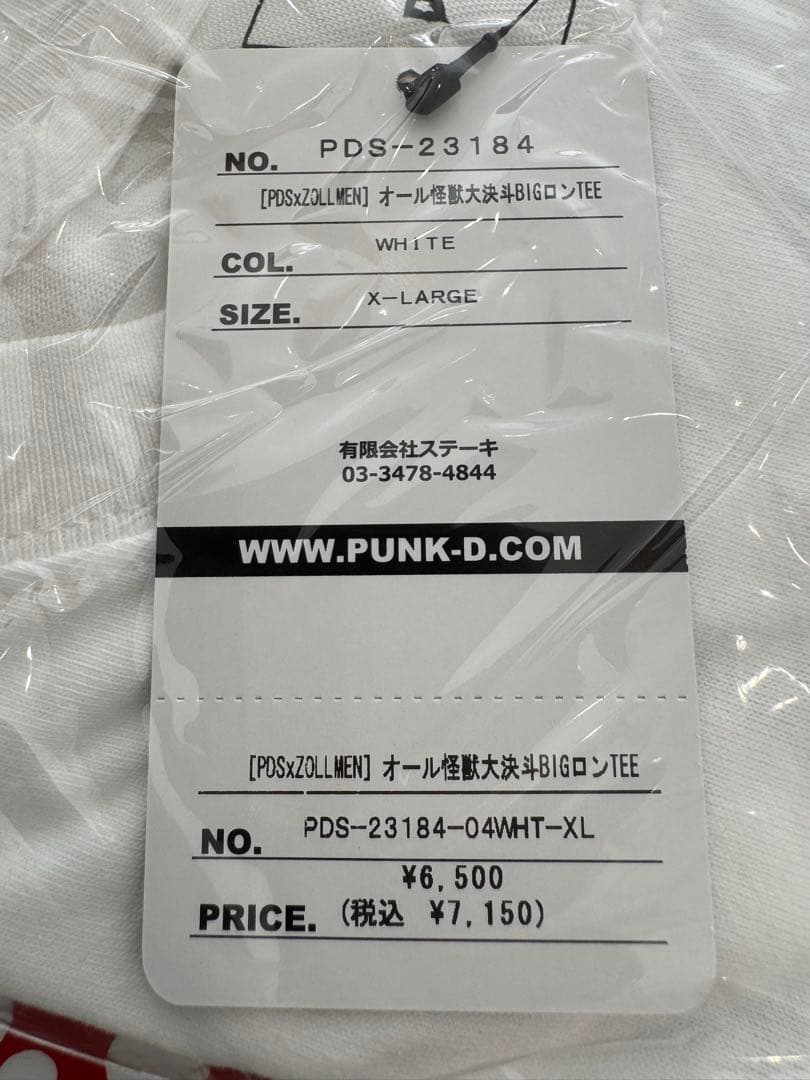 NO. PDS-23184
[PDSxZOLLMEN] オール怪獣大決斗BIGロンTEE
COL. WHITE
SIZE. X-LARGE
有限会社ステーキ
03-3478-4844
WWW.PUNK-D.COM
[PDSxZOLLMEN] オール怪獣大決斗BIGロンTEE
NO. PDS-23184-04WHT-XL
¥6,500
PRICE. (税込 ¥7,150)